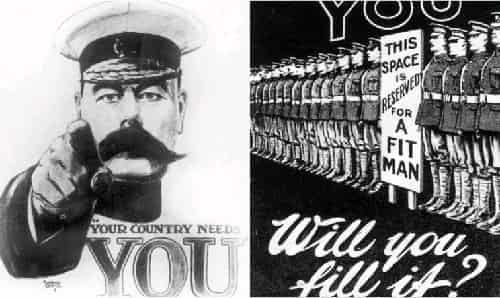 "YOUR COUNTRY NEEDS
YOU
YOU
THIS
SPACE
IS
RESERVED
FOR
A
FIT
MAN
Will you
fill it?